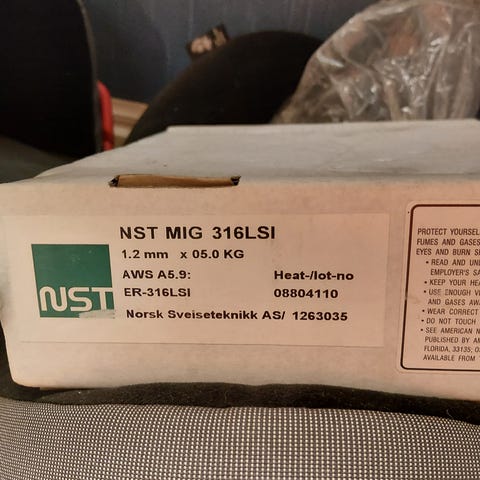 NST MIG 316LSI
1.2 mm x 05.0 KG
AWS A5.9: Heat-/lot-no
ER-316LSI 08804110
NST
Norsk Sveiseteknikk AS/ 1263035
PROTECT YOURSEL
FUMES AND GASES
EYES AND BURN S
• READ AND UN
EMPLOYER'S SA
• KEEP YOUR HEA
• USE ENOUGH V
AND GASES AWA
• WEAR CORRECT
• DO NOT TOUCH
• SEE AMERICAN N
PUBLISHED BY AM
FLORIDA, 33135; O
AVAILABLE FROM